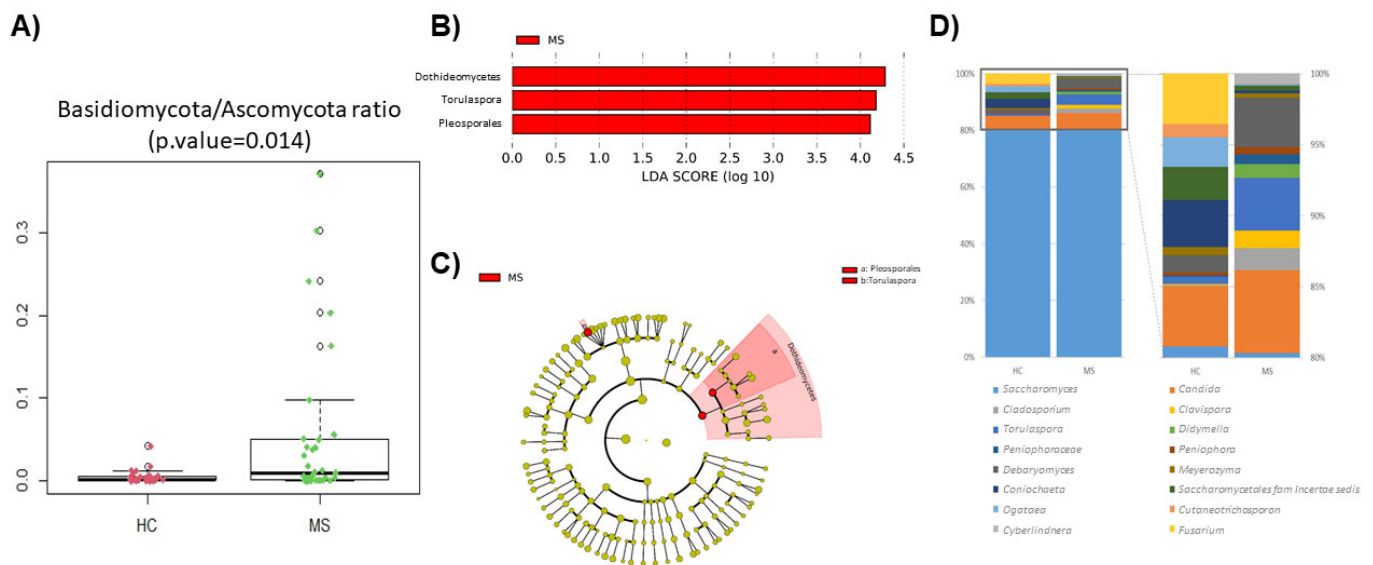 A)
Basidiomycota/Ascomycota ratio
(p.value=0.014)
0.3
0.2
0.1
0.0
HC
MS
B)
MS
Dothideomycetes
Torulaspora
Pleosporales
0.0 0.5 1.0 1.5 2.0 2.5 3.0 3.5 4.0 4.5
LDA SCORE (log 10)
C)
MS
a: Pleosporales
b:Torulaspora
a
Dothideomycetes
D)
100%
80%
60%
40%
20%
0%
HC
MS
100%
95%
90%
85%
80%
HC
MS
Saccharomyces
Candida
Cladosporium
Clavispora
Torulaspora
Didymella
Peniophoraceae
Peniophora
Debaryomyces
Meyerozyma
Coniochaeta
Saccharomycetales fam Incertae sedis
Ogataea
Cutaneotrichosporon
Cyberlindnera
Fusarium